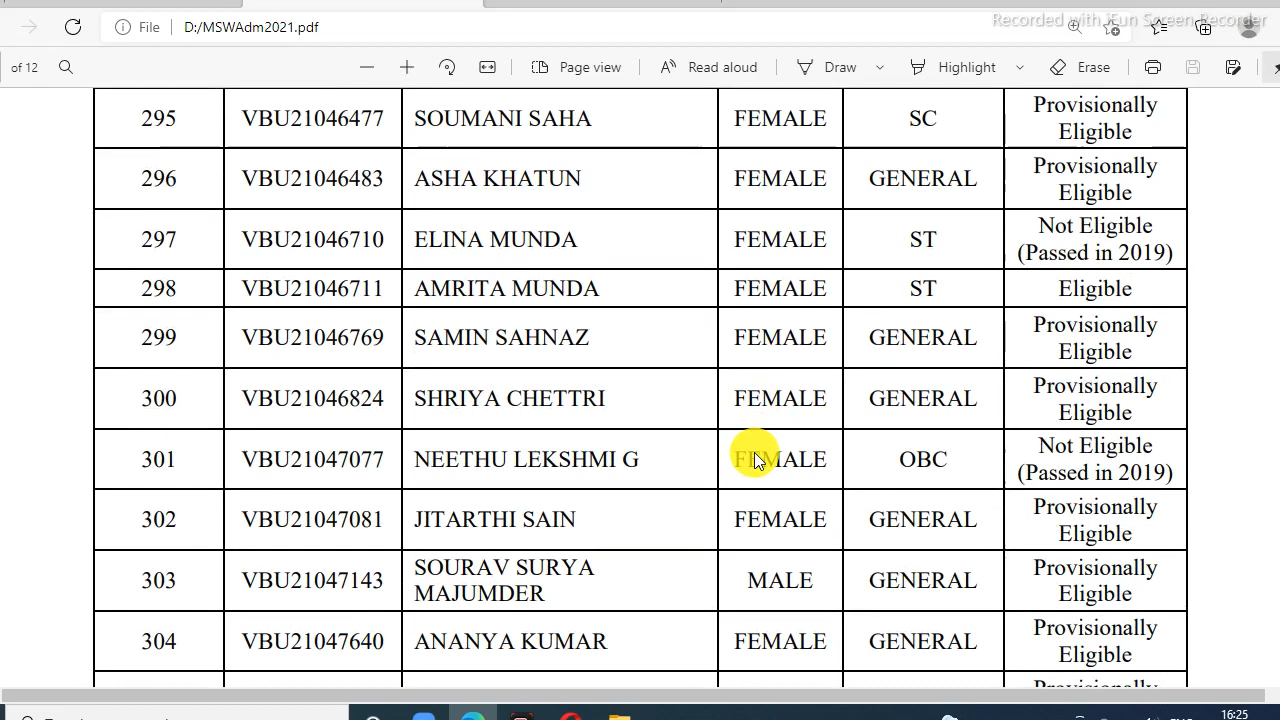 Recorded with iFun Screen Recorder
File D:/MSWAdm2021.pdf
of 12 Page view Read aloud Draw Highlight Erase
295 VBU21046477 SOUMANI SAHA FEMALE SC Provisionally
Eligible
296 VBU21046483 ASHA KHATUN FEMALE GENERAL Provisionally
Eligible
297 VBU21046710 ELINA MUNDA FEMALE ST Not Eligible
(Passed in 2019)
298 VBU21046711 AMRITA MUNDA FEMALE ST Eligible
299 VBU21046769 SAMIN SAHNAZ FEMALE GENERAL Provisionally
Eligible
300 VBU21046824 SHRIYA CHETTRI FEMALE GENERAL Provisionally
Eligible
301 VBU21047077 NEETHU LEKSHMI G FEMALE OBC Not Eligible
(Passed in 2019)
302 VBU21047081 JITARTHI SAIN FEMALE GENERAL Provisionally
Eligible
303 VBU21047143 SOURAV SURYA
MAJUMDER MALE GENERAL Provisionally
Eligible
304 VBU21047640 ANANYA KUMAR FEMALE GENERAL Provisionally
Eligible
Provisionally
16:25